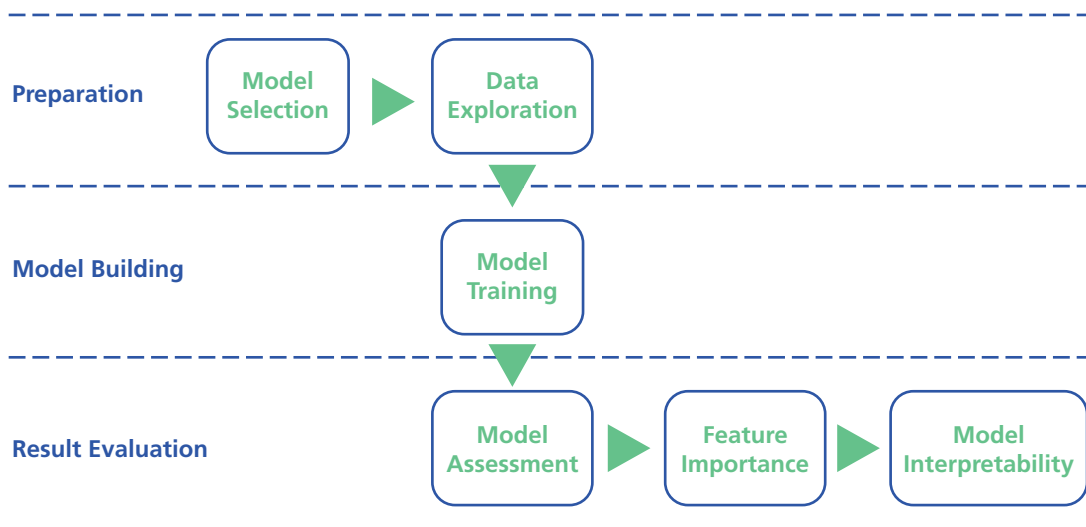 Preparation
Model
Selection
Data
Exploration
Model Building
Model
Training
Result Evaluation
Model
Assessment
Feature
Importance
Model
Interpretability